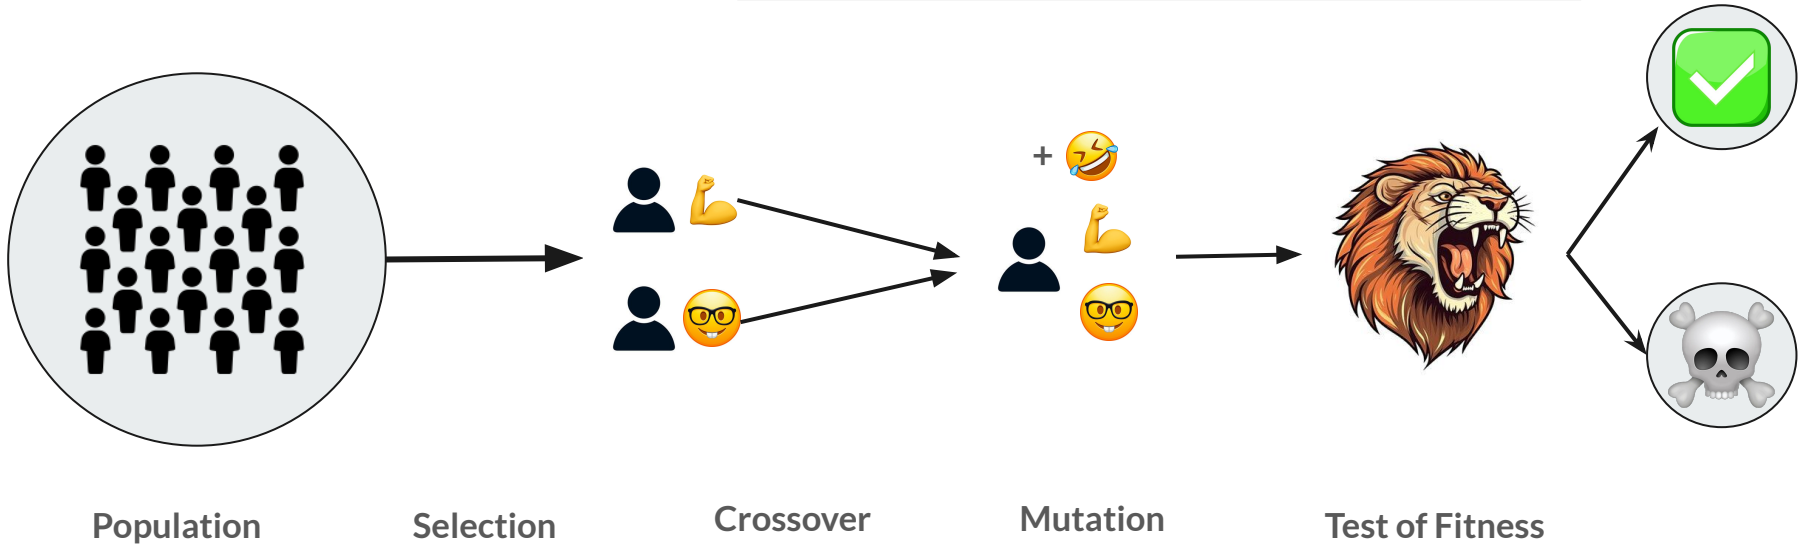 +
Population
Selection
Crossover
Mutation
Test of Fitness